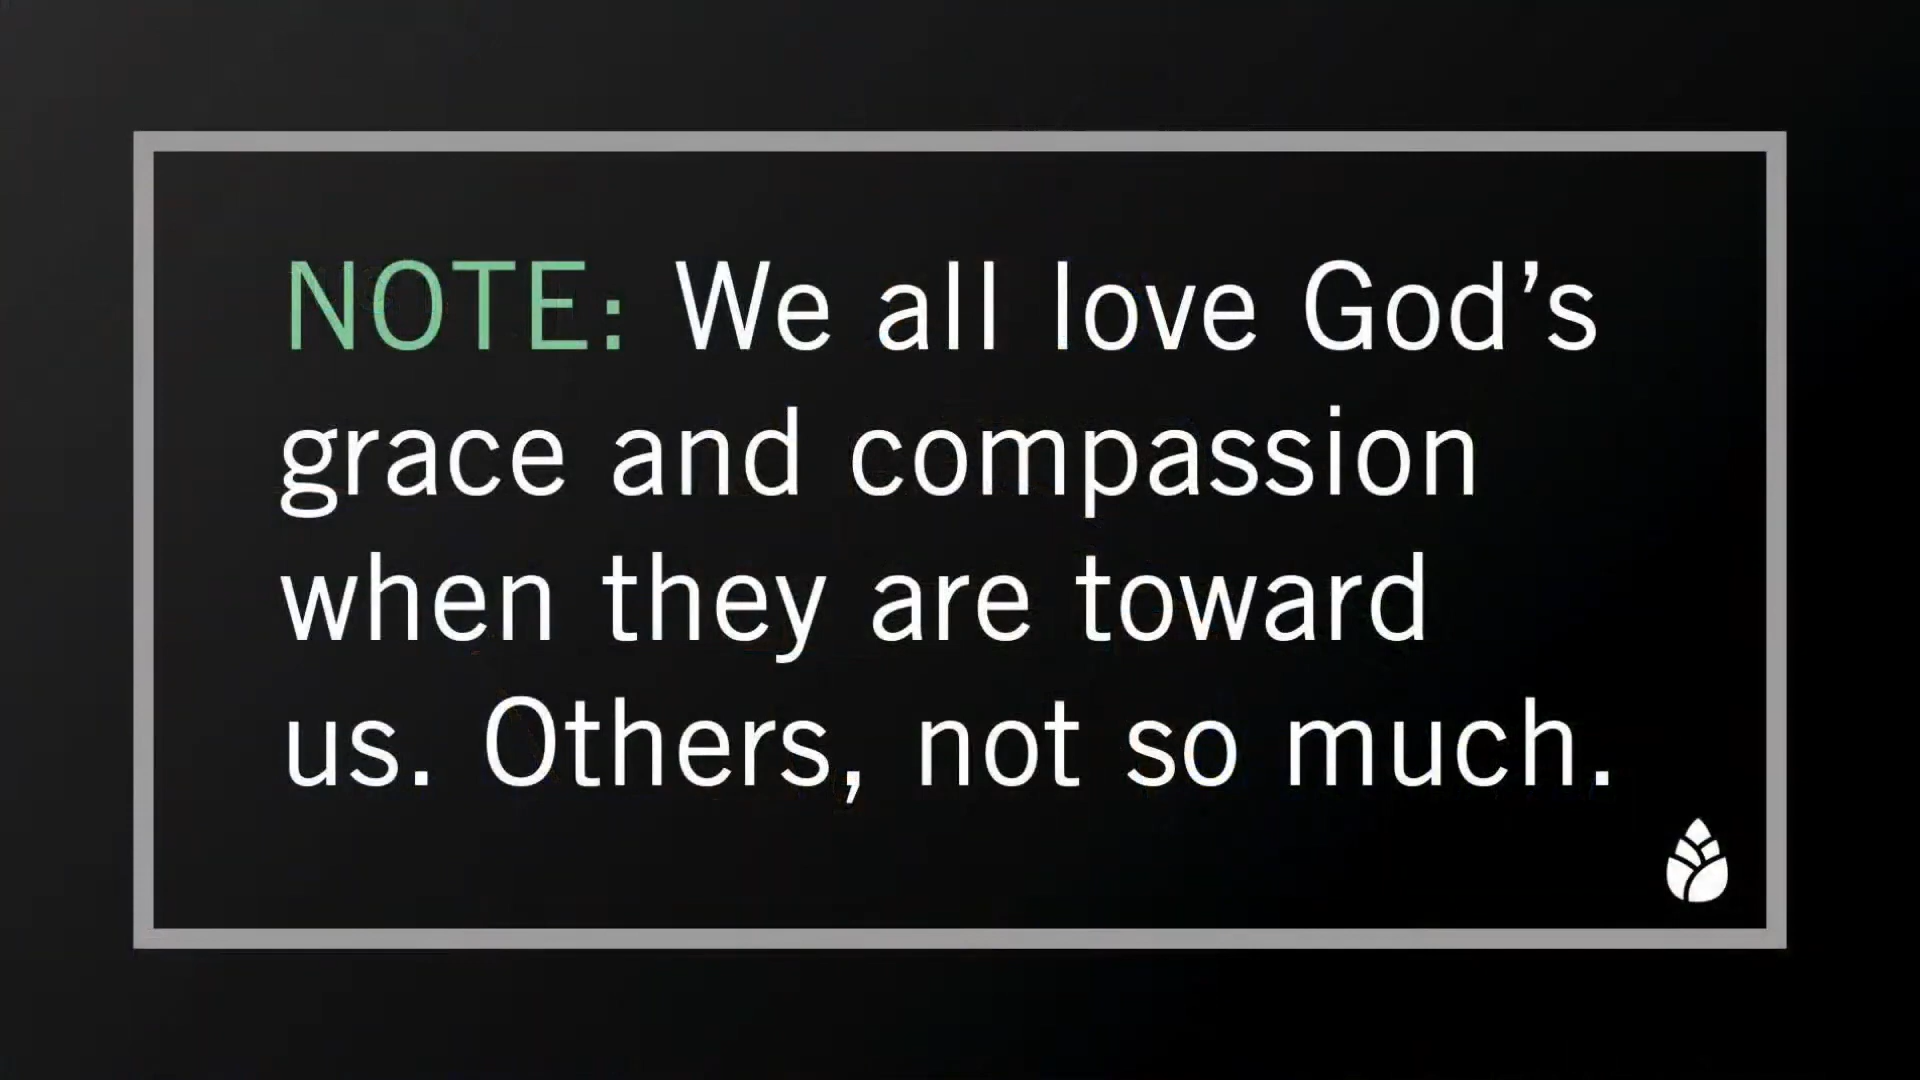 NOTE: We all love God’s
grace and compassion
when they are toward
us. Others, not so much.